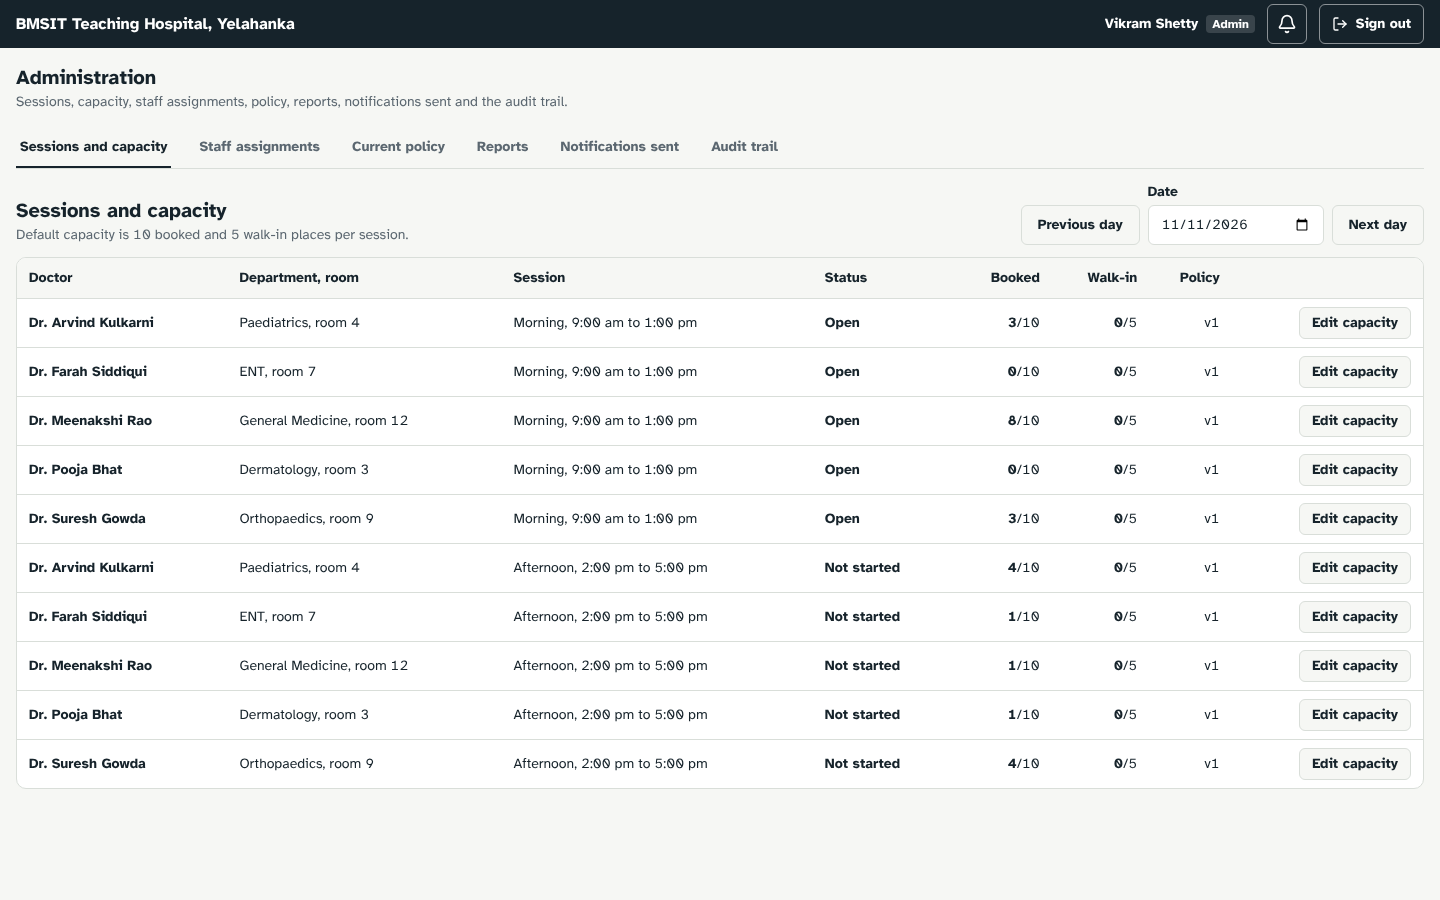 BMSIT Teaching Hospital, Yelahanka
Vikram Shetty Admin Sign out
Administration
Sessions, capacity, staff assignments, policy, reports, notifications sent and the audit trail.
Sessions and capacity Staff assignments Current policy Reports Notifications sent Audit trail
Date
Sessions and capacity
Default capacity is 10 booked and 5 walk-in places per session.
Previous day 11/11/2026 Next day
Doctor Department, room Session Status Booked Walk-in Policy
Dr. Arvind Kulkarni Paediatrics, room 4 Morning, 9:00 am to 1:00 pm Open 3/10 0/5 v1 Edit capacity
Dr. Farah Siddiqui ENT, room 7 Morning, 9:00 am to 1:00 pm Open 0/10 0/5 v1 Edit capacity
Dr. Meenakshi Rao General Medicine, room 12 Morning, 9:00 am to 1:00 pm Open 8/10 0/5 v1 Edit capacity
Dr. Pooja Bhat Dermatology, room 3 Morning, 9:00 am to 1:00 pm Open 0/10 0/5 v1 Edit capacity
Dr. Suresh Gowda Orthopaedics, room 9 Morning, 9:00 am to 1:00 pm Open 3/10 0/5 v1 Edit capacity
Dr. Arvind Kulkarni Paediatrics, room 4 Afternoon, 2:00 pm to 5:00 pm Not started 4/10 0/5 v1 Edit capacity
Dr. Farah Siddiqui ENT, room 7 Afternoon, 2:00 pm to 5:00 pm Not started 1/10 0/5 v1 Edit capacity
Dr. Meenakshi Rao General Medicine, room 12 Afternoon, 2:00 pm to 5:00 pm Not started 1/10 0/5 v1 Edit capacity
Dr. Pooja Bhat Dermatology, room 3 Afternoon, 2:00 pm to 5:00 pm Not started 1/10 0/5 v1 Edit capacity
Dr. Suresh Gowda Orthopaedics, room 9 Afternoon, 2:00 pm to 5:00 pm Not started 4/10 0/5 v1 Edit capacity